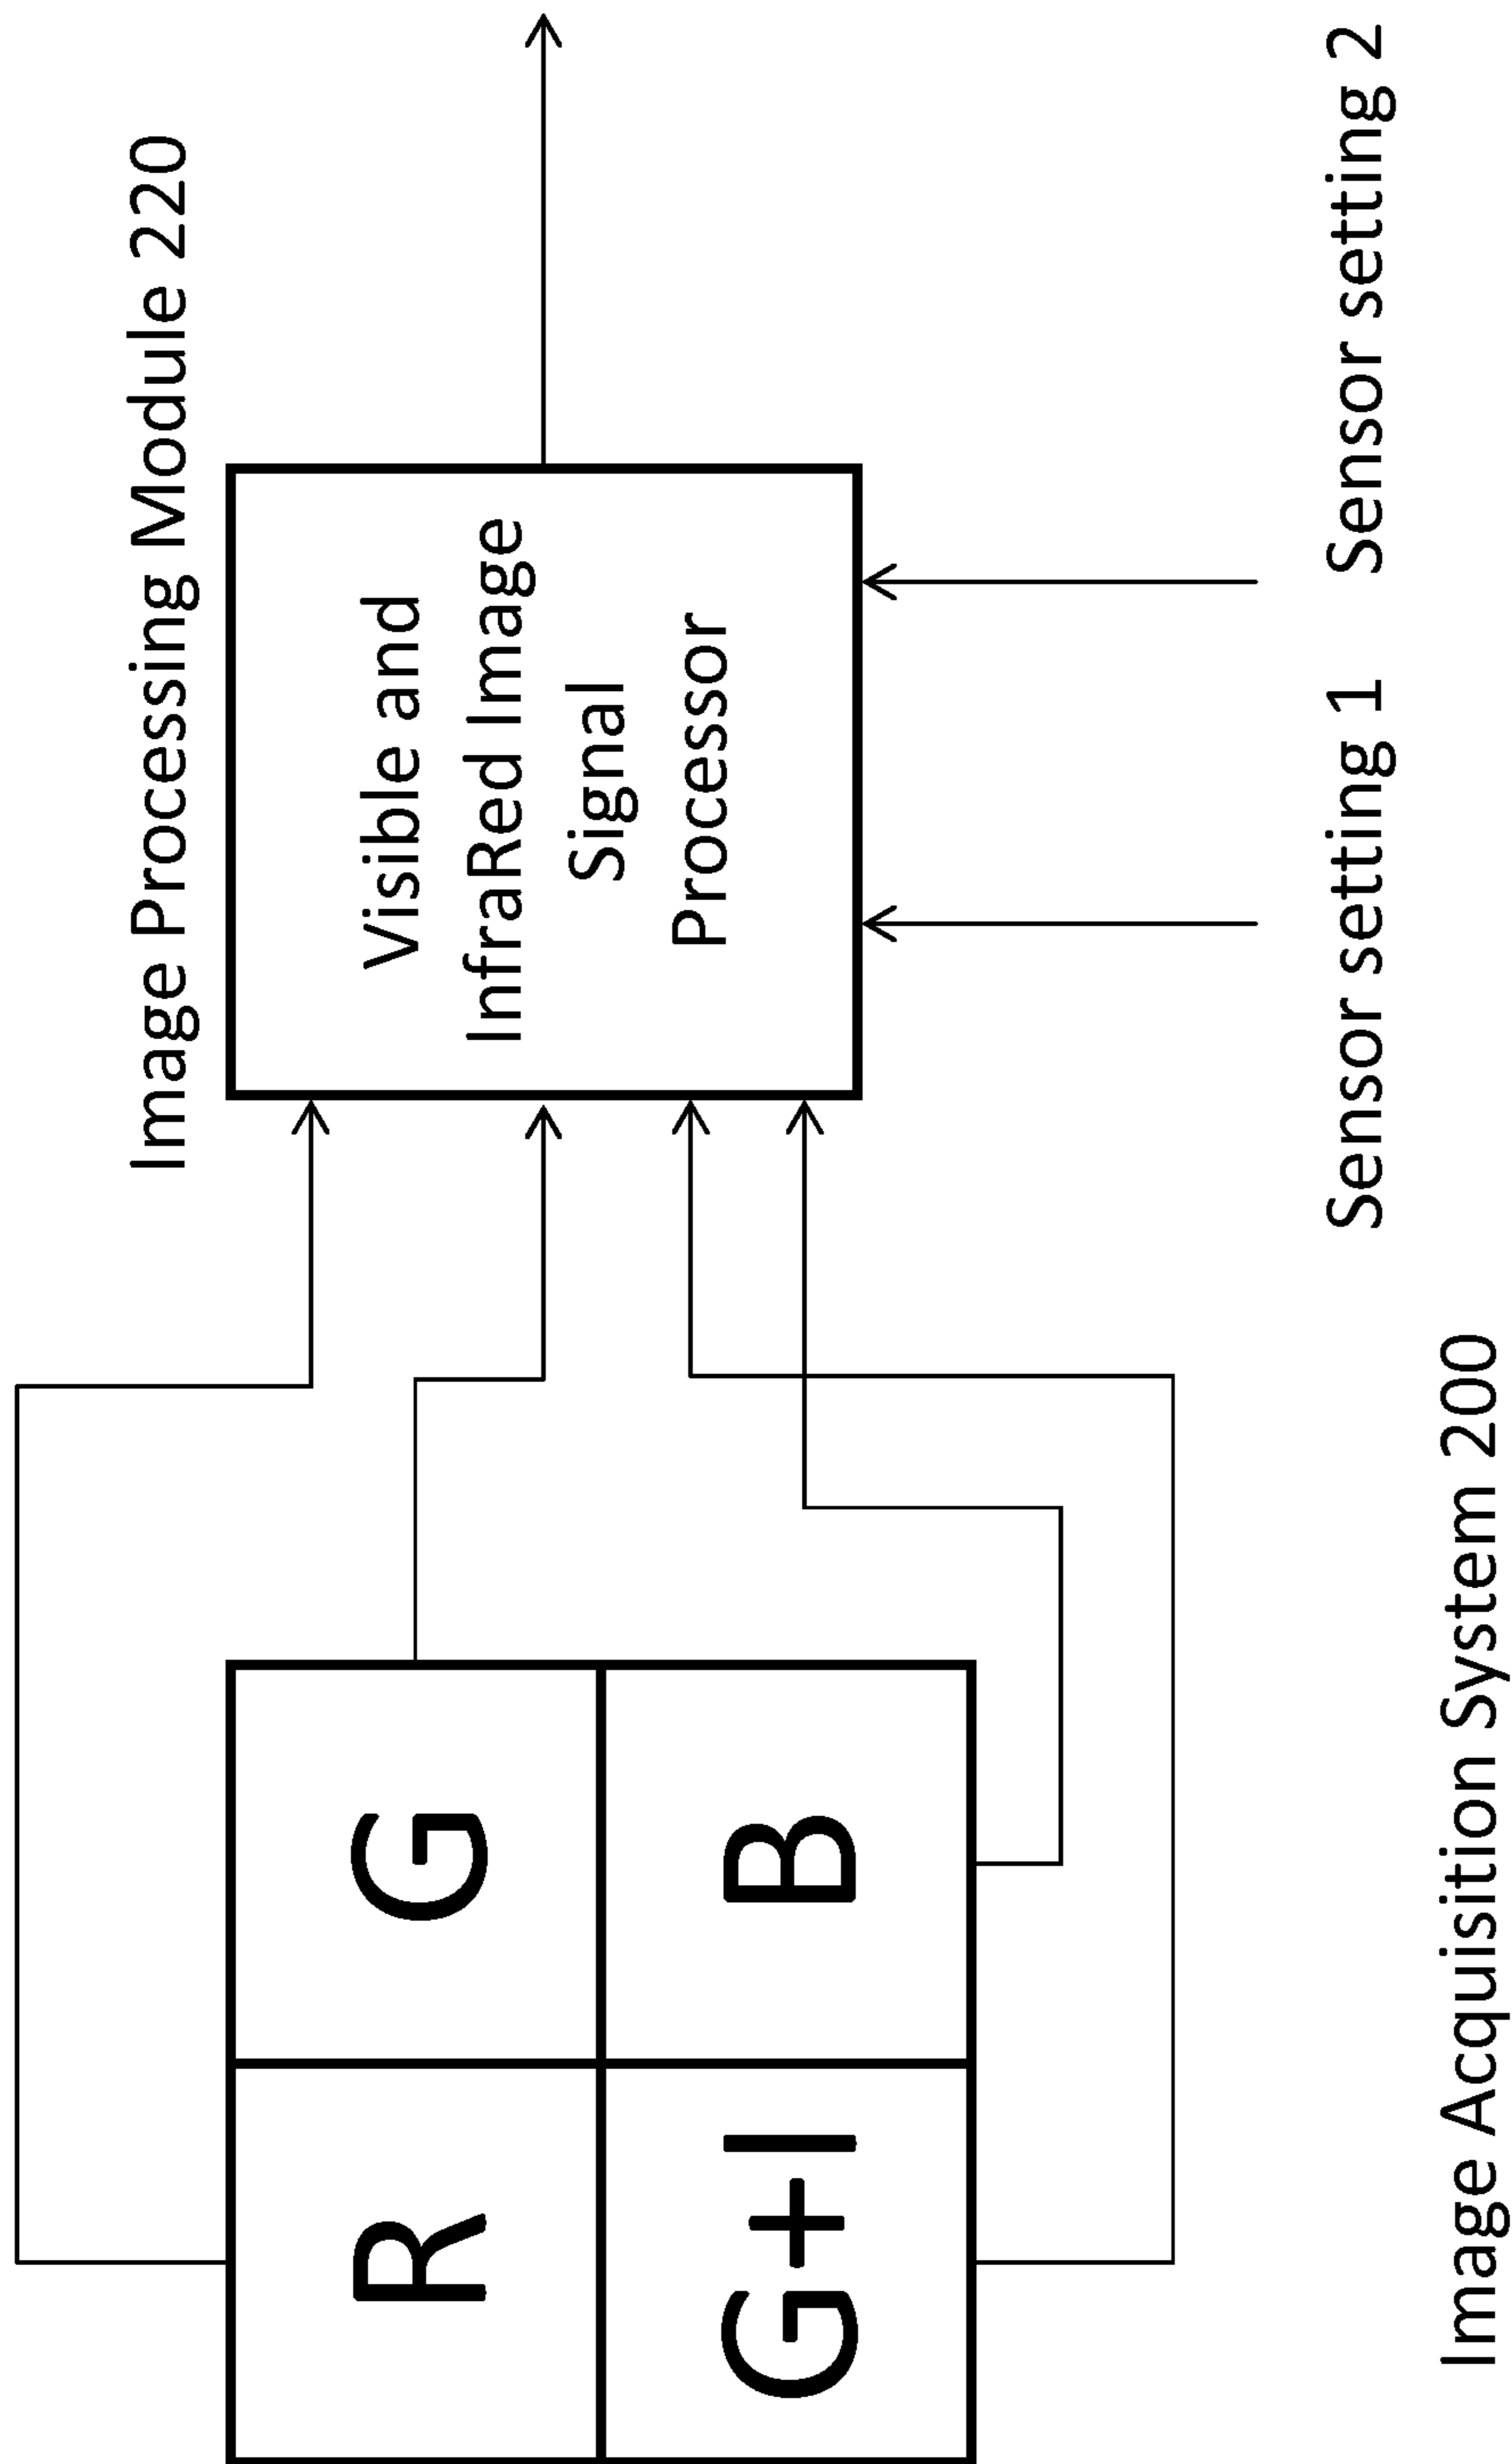 Image Processing Module 220
R
G
G+I
B
Visible and
InfraRed Image
Signal
Processor
Sensor setting 1
Sensor setting 2
Image Acquisition System 200